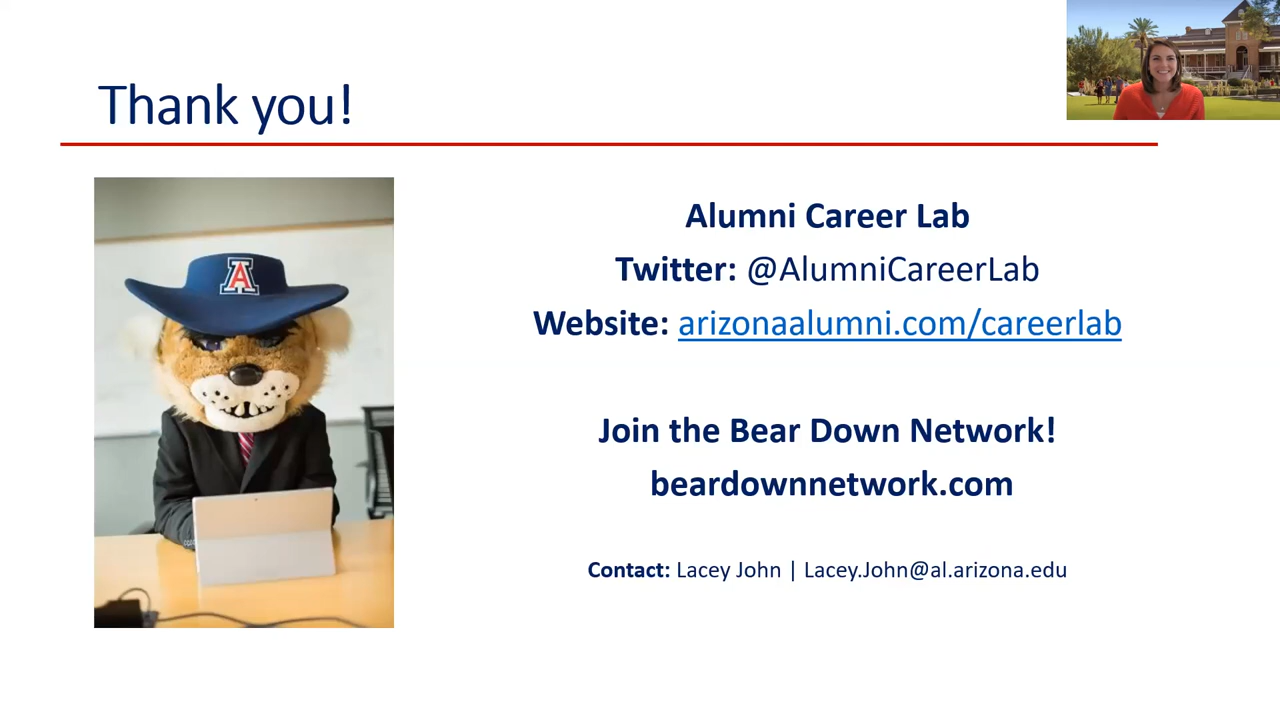 Thank you!
A
Alumni Career Lab
Twitter: @AlumniCareerLab
Website: arizonaalumni.com/careerlab
Join the Bear Down Network!
beardownnetwork.com
Contact: Lacey John | Lacey.John@al.arizona.edu